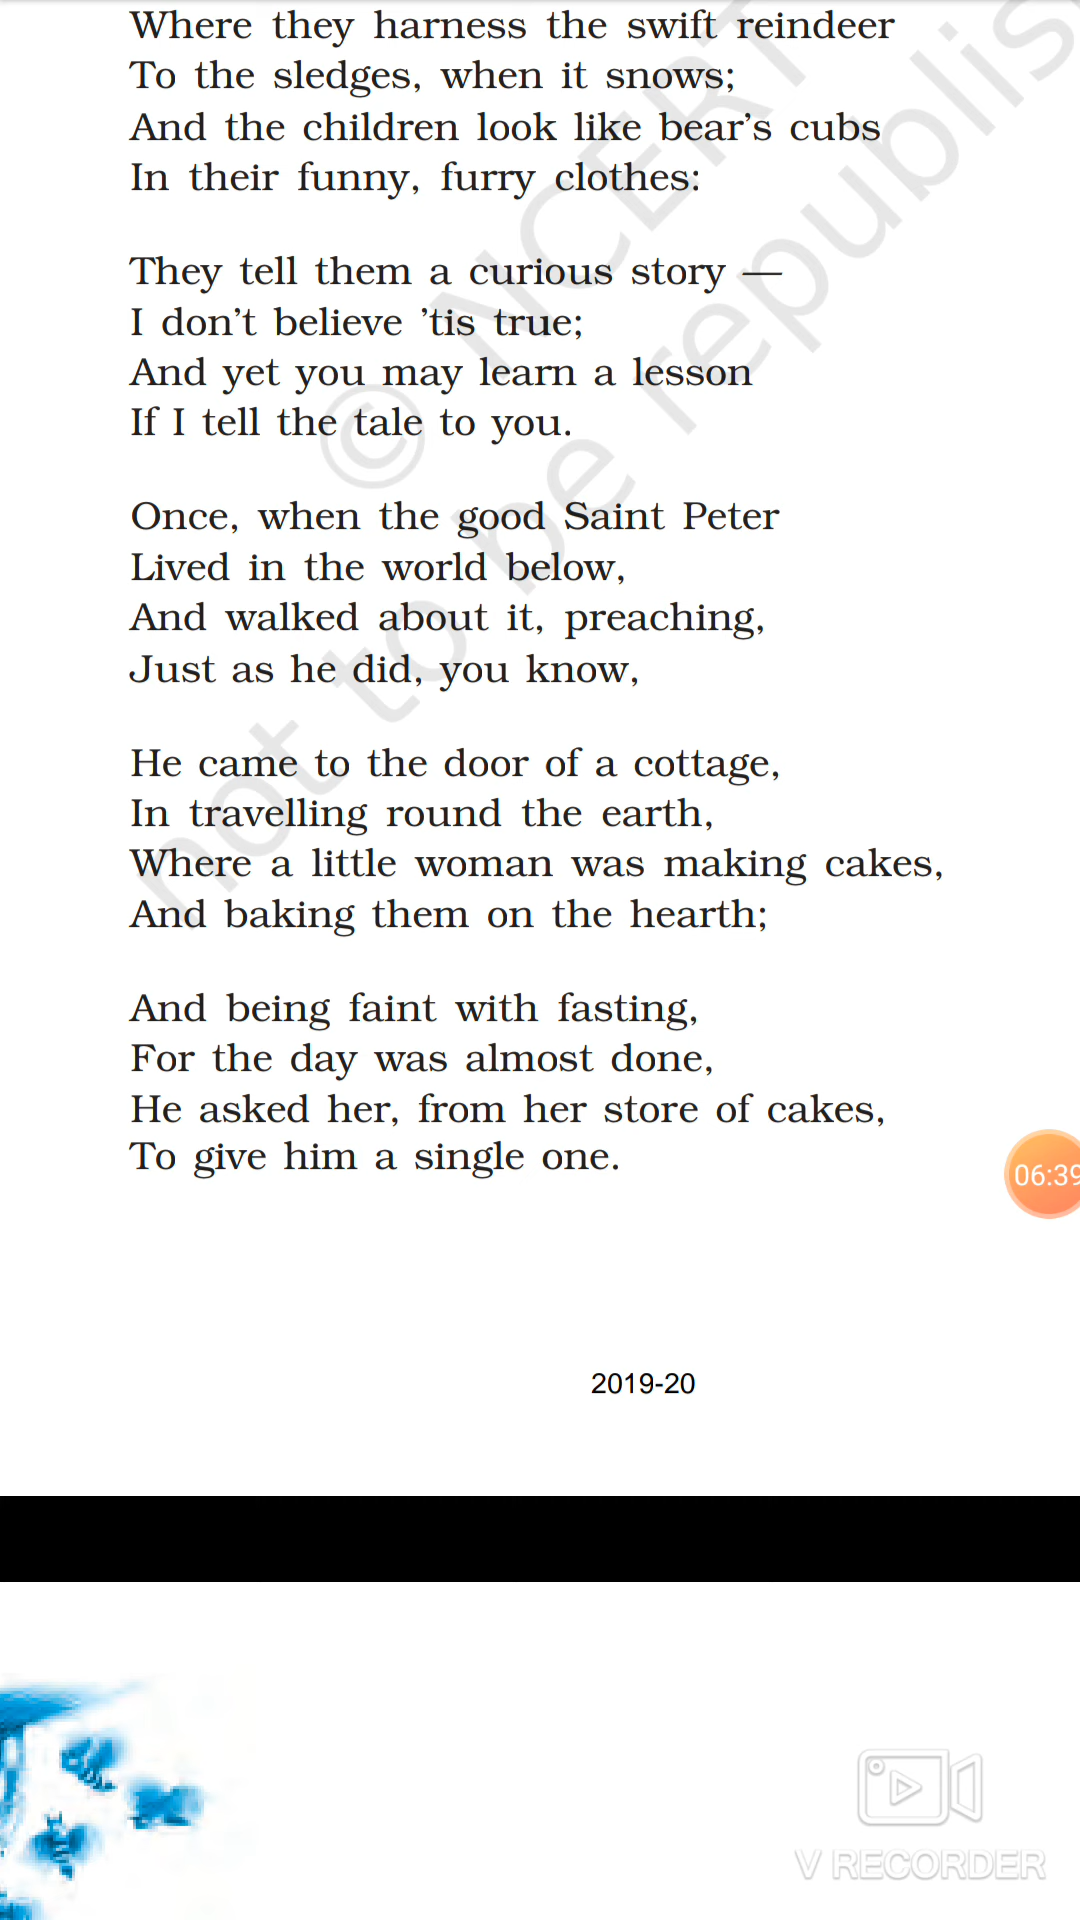 Where they harness the swift reindeer
To the sledges, when it snows;
And the children look like bear’s cubs
In their funny, furry clothes:
They tell them a curious story —
I don’t believe ’tis true;
And yet you may learn a lesson
If I tell the tale to you.
Once, when the good Saint Peter
Lived in the world below,
And walked about it, preaching,
Just as he did, you know,
He came to the door of a cottage,
In travelling round the earth,
Where a little woman was making cakes,
And baking them on the hearth;
And being faint with fasting,
For the day was almost done,
He asked her, from her store of cakes,
To give him a single one.
06:39
2019-20
© NCERT
not to be republis
V RECORDER